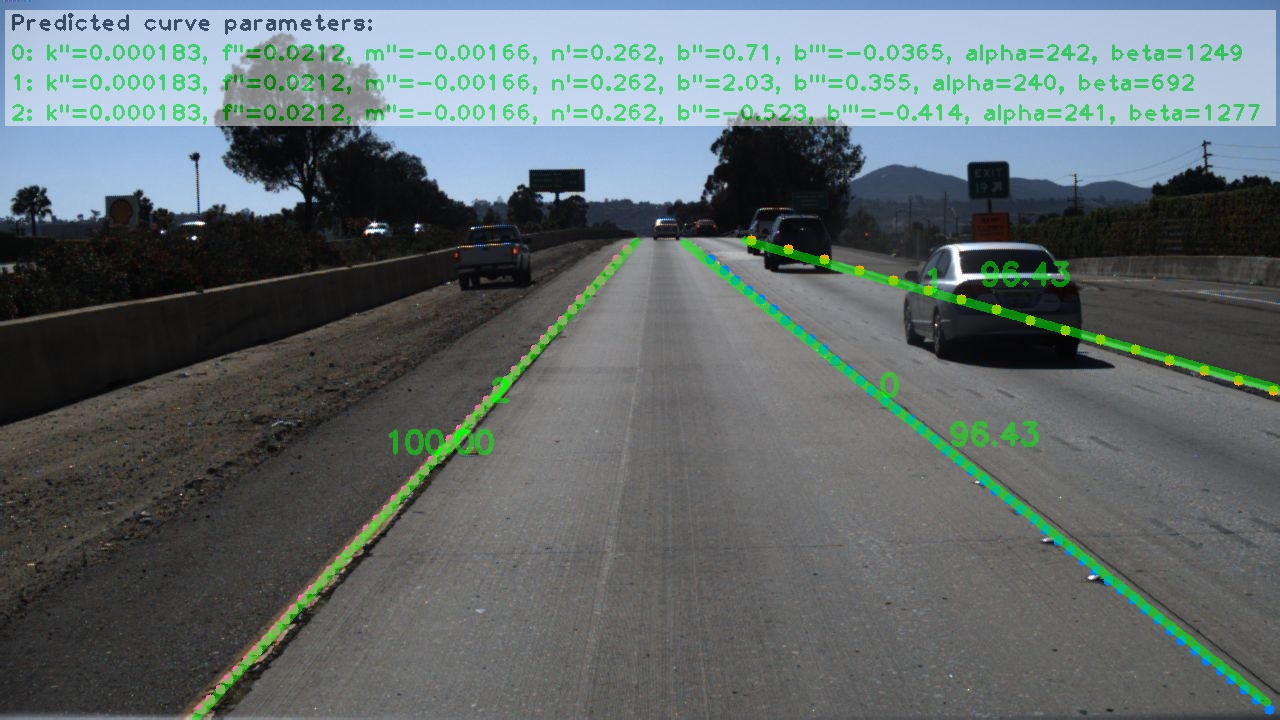 Predicted curve parameters:
0: k''=0.000183, f''=0.0212, m''=-0.00166, n'=0.262, b''=0.71, b'''=-0.0365, alpha=242, beta=1249
1: k''=0.000183, f''=0.0212, m''=-0.00166, n'=0.262, b''=2.03, b'''=0.355, alpha=240, beta=692
2: k''=0.000183, f''=0.0212, m''=-0.00166, n'=0.262, b''=-0.523, b'''=-0.414, alpha=241, beta=1277
EXIT
19
1
96.43
2
0
100.00
96.43